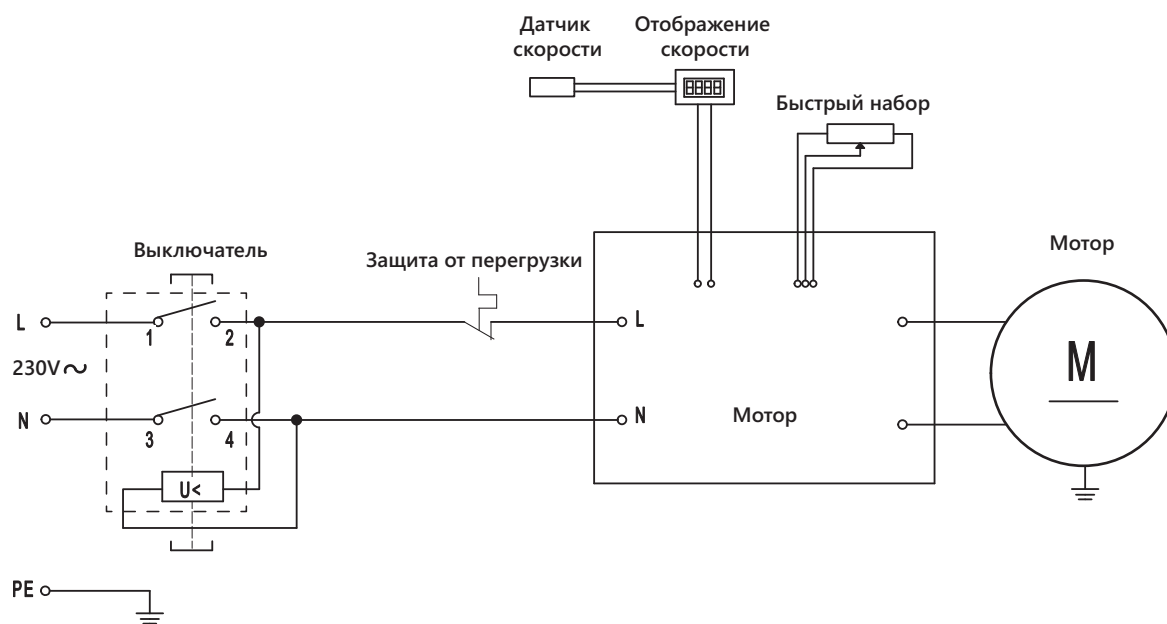 Датчик
скорости
Отображение
скорости
Быстрый набор
Выключатель
Защита от перегрузки
Мотор
L
1
2
L
230V~
M
N
3
4
N
Мотор
U<
PE